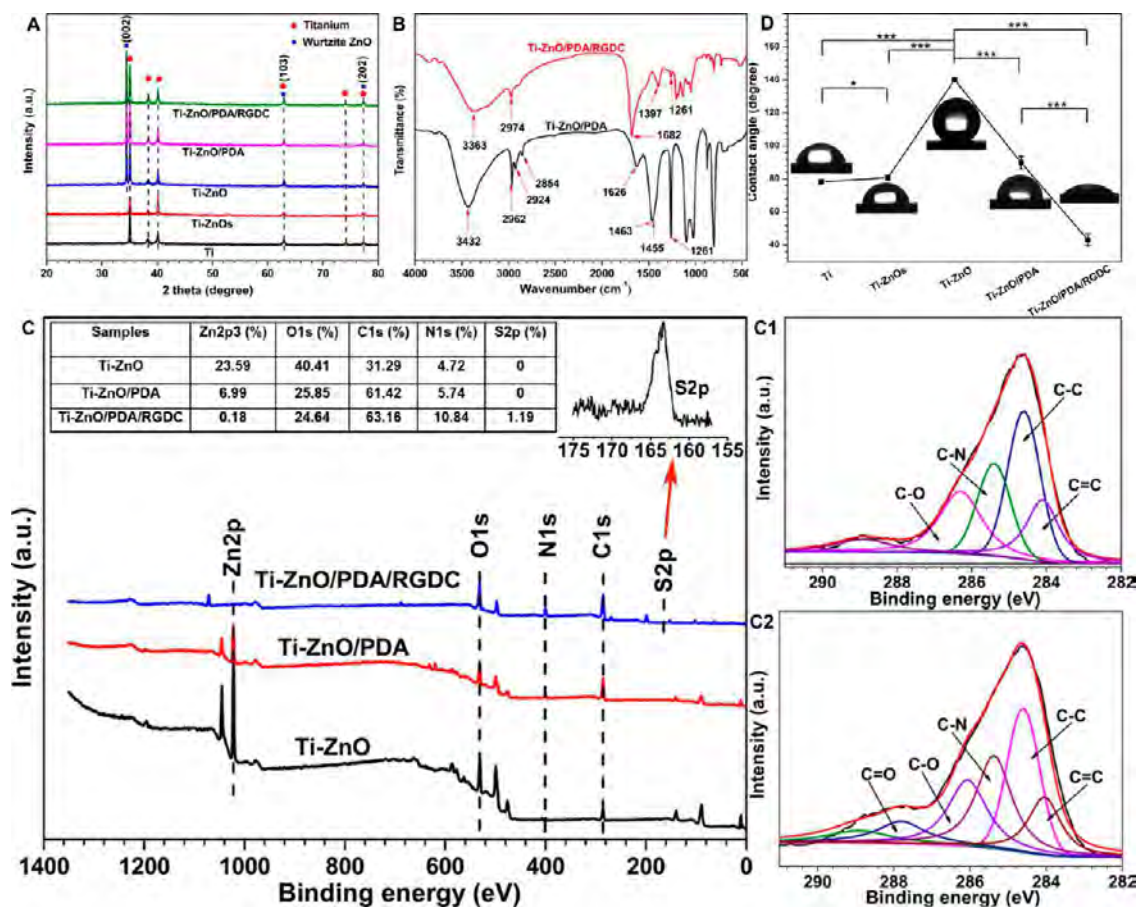 A
Titanium
Wurtzite ZnO
(002)
(103)
(202)
Ti-ZnO/PDA/RGDC
Ti-ZnO/PDA
Ti-ZnO
Ti-ZnOs
Ti
Intensity (a.u.)
20 30 40 50 60 70 80
2 theta (degree)
B
Ti-ZnO/PDA/RGDC
3363
2974
1682
1397
1261
Ti-ZnO/PDA
3432
2962
2924
2854
1626
1463
1455
1261
Transmittance (%)
4000 3000 2000 1000 400
Wavenumber (cm⁻¹)
D
***
***
***
***
*
***
Contact angle (degree)
160
140
120
100
80
60
40
Ti
Ti-ZnOs
Ti-ZnO
Ti-ZnO/PDA
Ti-ZnO/PDA/RGDC
C
Samples Zn2p3 (%) O1s (%) C1s (%) N1s (%) S2p (%)
Ti-ZnO 23.59 40.41 31.29 4.72 0
Ti-ZnO/PDA 6.99 25.85 61.42 5.74 0
Ti-ZnO/PDA/RGDC 0.18 24.64 63.16 10.84 1.19
S2p
175 170 165 160 155
Zn2p
O1s
N1s
C1s
S2p
Ti-ZnO/PDA/RGDC
Ti-ZnO/PDA
Ti-ZnO
Intensity (a.u.)
1400 1200 1000 800 600 400 200 0
Binding energy (eV)
C1
C-C
C-N
C-O
C=C
Intensity (a.u.)
290 288 286 284 282
Binding energy (eV)
C2
C-C
C-N
C-O
C=O
C=C
Intensity (a.u.)
290 288 286 284 282
Binding energy (eV)